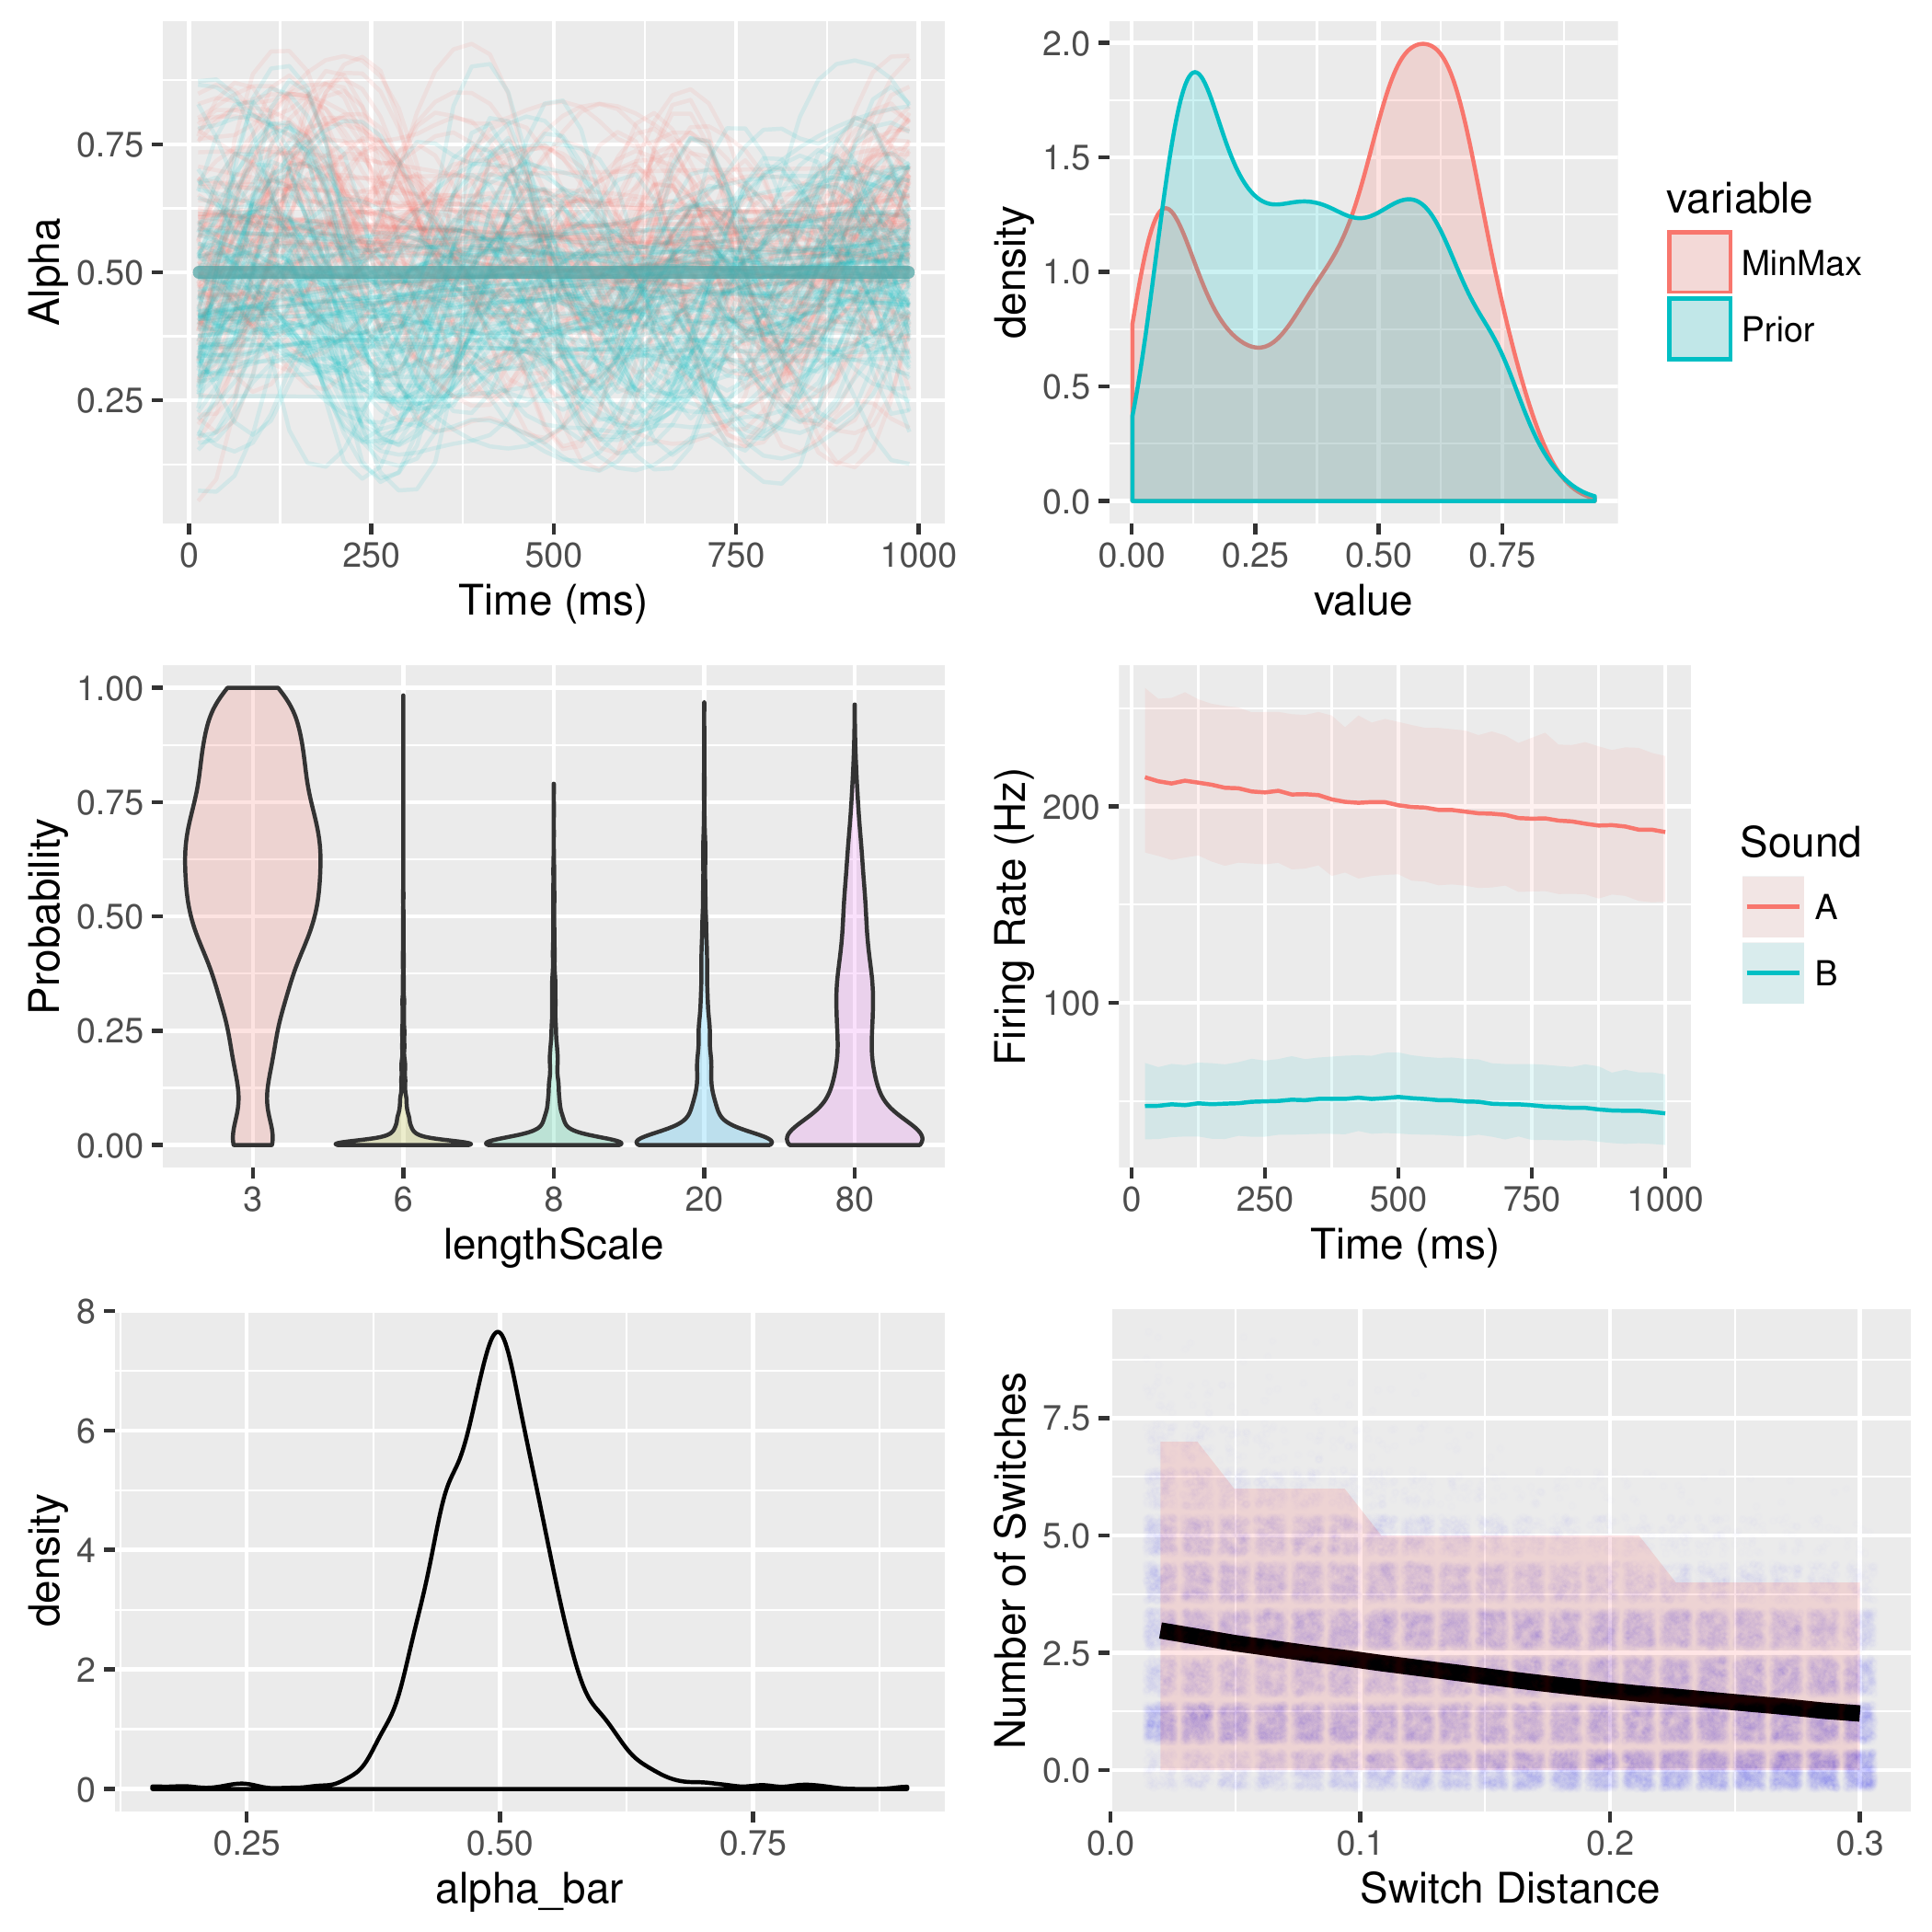 Alpha
0.75
0.50
0.25
0 250 500 750 1000
Time (ms)
density
2.0
1.5
1.0
0.5
0.0
0.00 0.25 0.50 0.75
value
variable
MinMax
Prior
Probability
1.00
0.75
0.50
0.25
0.00
3 6 8 20 80
lengthScale
Firing Rate (Hz)
200
100
0 250 500 750 1000
Time (ms)
Sound
A
B
density
8
6
4
2
0
0.25 0.50 0.75
alpha_bar
Number of Switches
7.5
5.0
2.5
0.0
0.0 0.1 0.2 0.3
Switch Distance